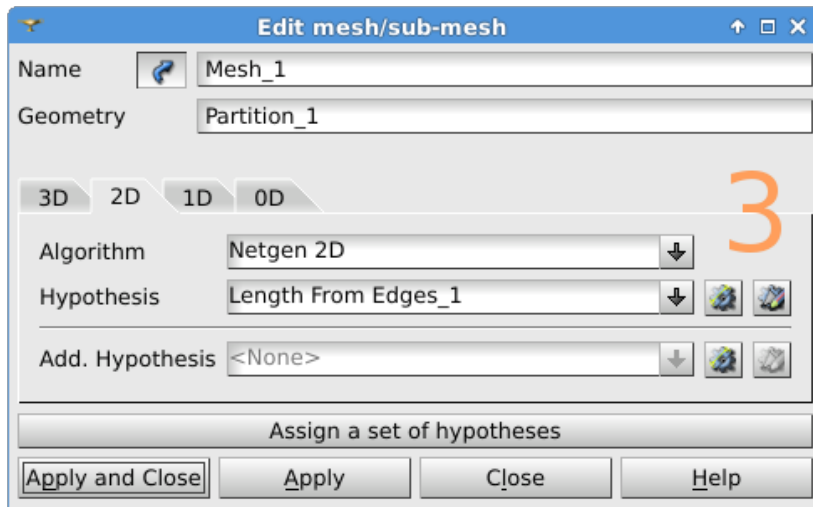 Edit mesh/sub-mesh
Name Mesh_1
Geometry Partition_1
3D 2D 1D 0D
3
Algorithm Netgen 2D
Hypothesis Length From Edges_1
Add. Hypothesis <None>
Assign a set of hypotheses
Apply and Close Apply Close Help